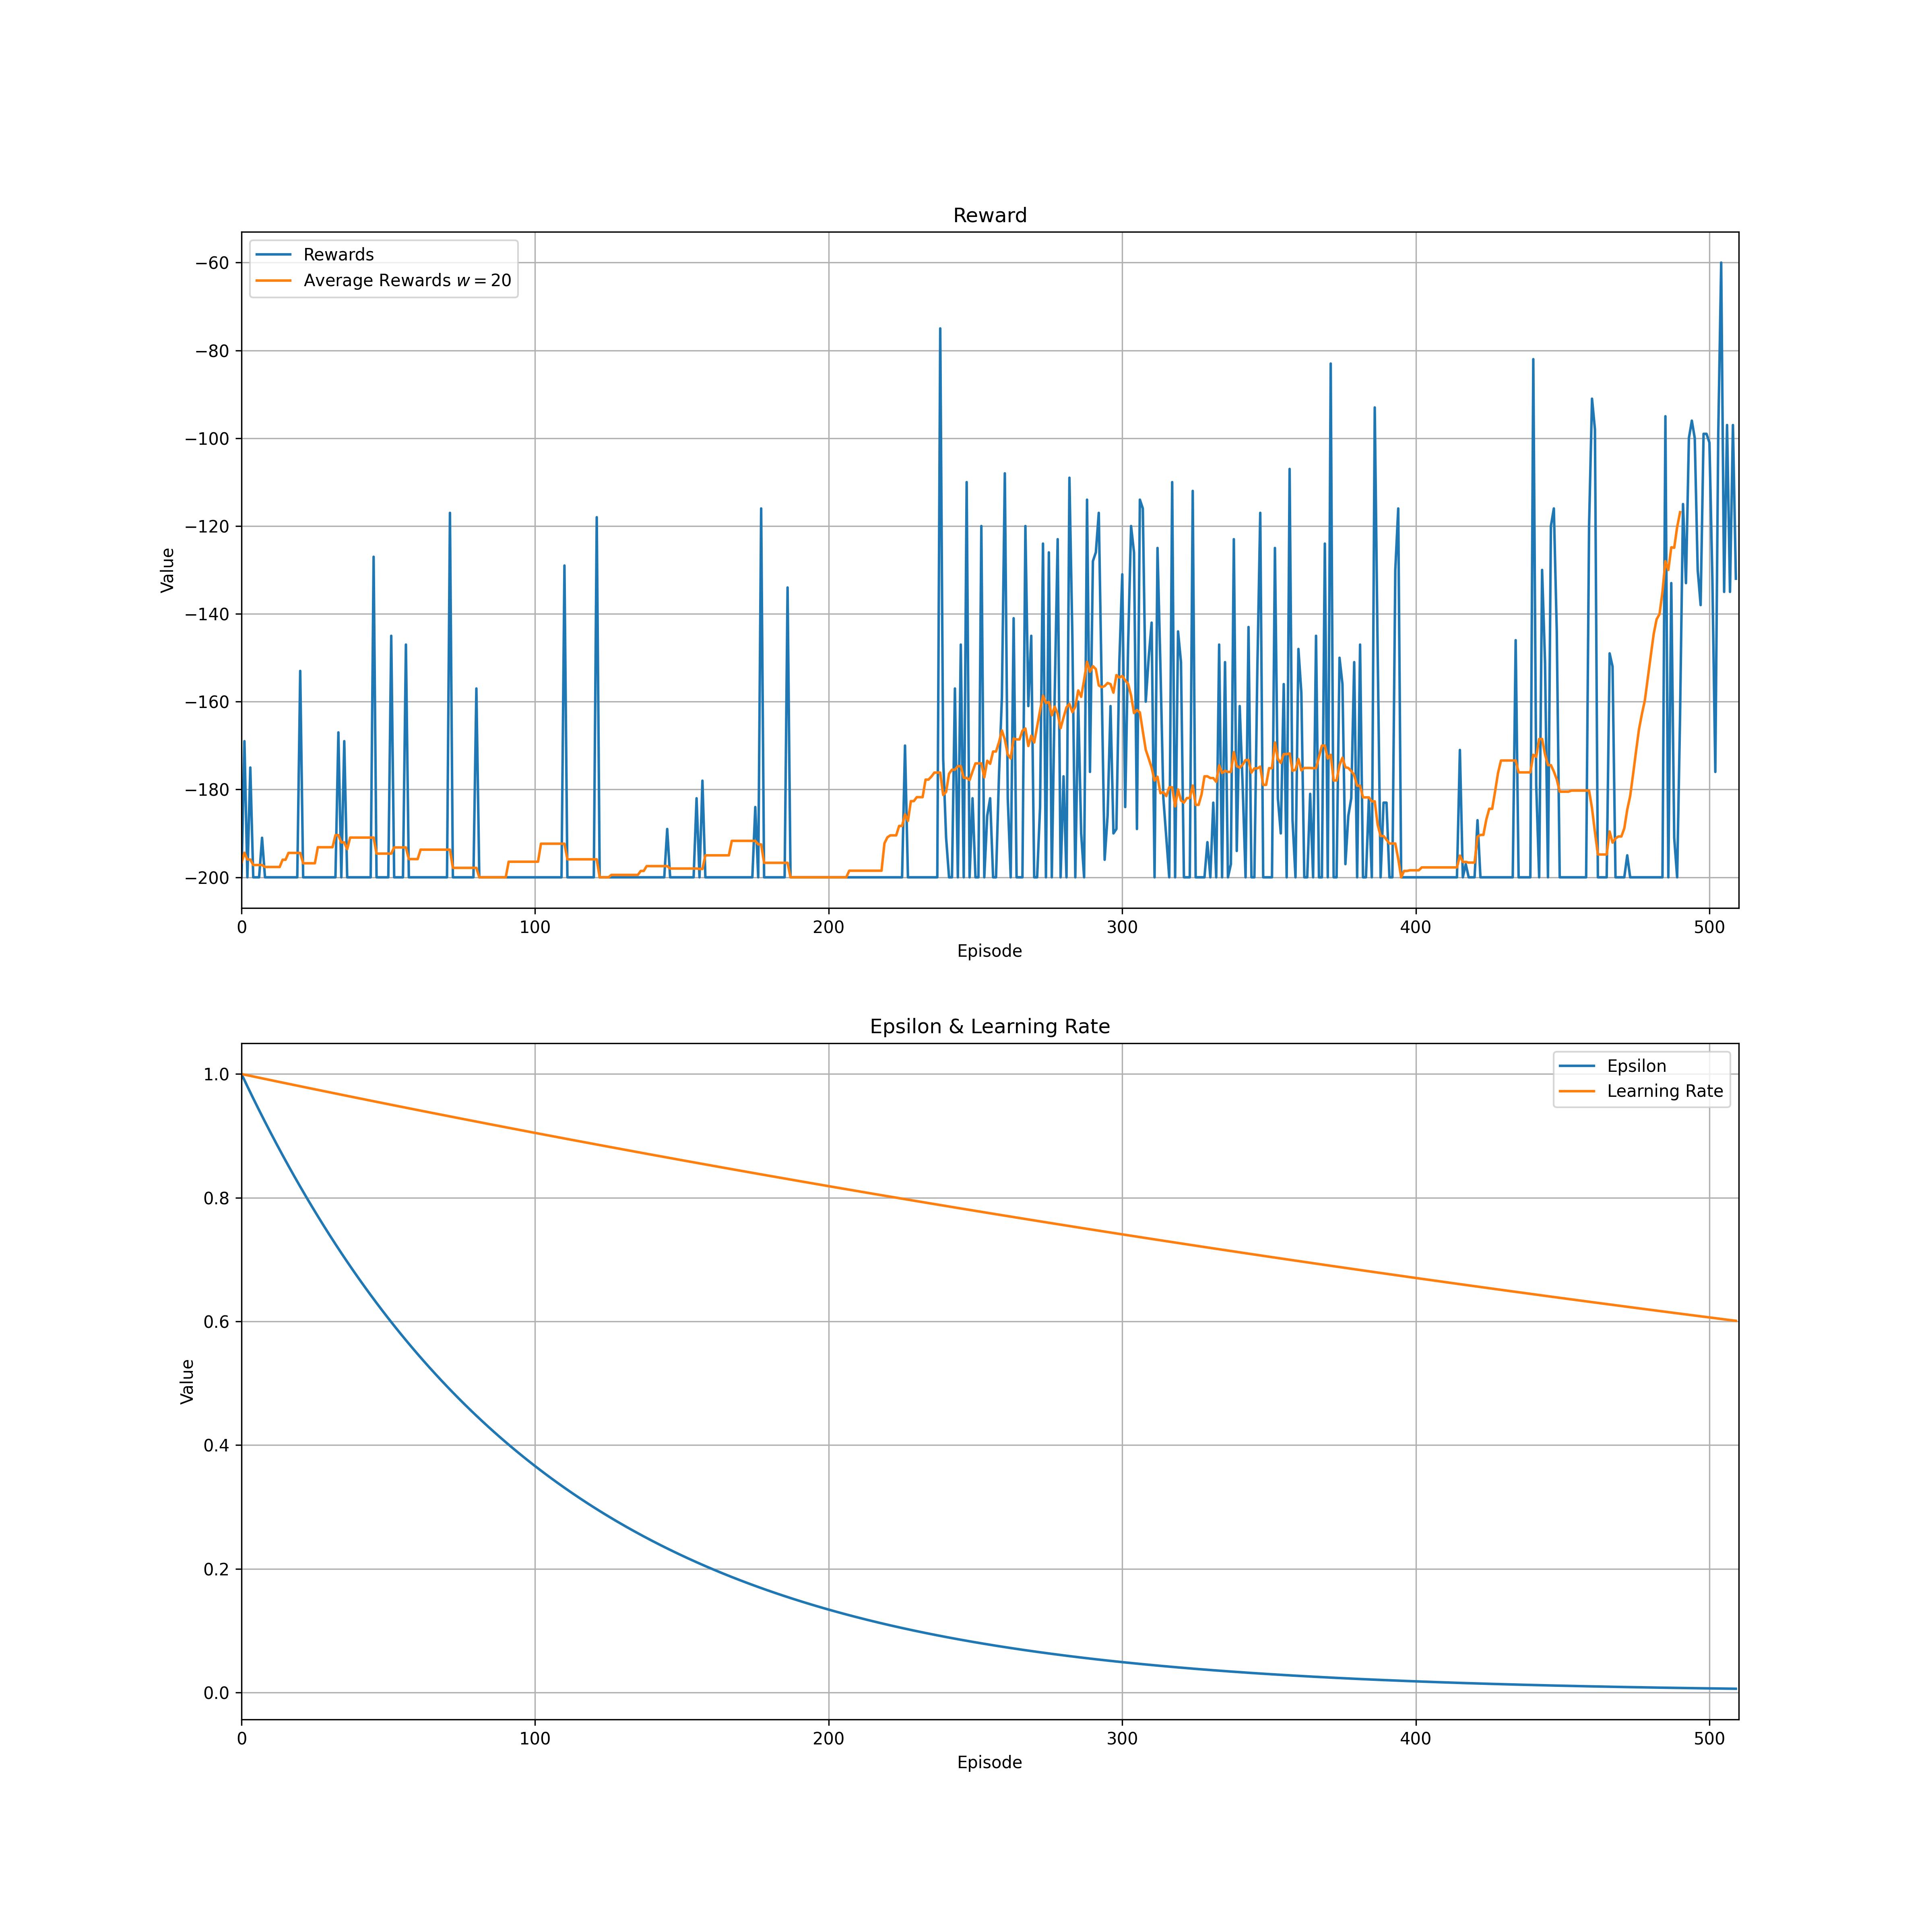 Reward
Rewards
Average Rewards w = 20
−60
−80
−100
−120
−140
−160
−180
−200
Value
0 100 200 300 400 500
Episode
Epsilon & Learning Rate
Epsilon
Learning Rate
1.0
0.8
0.6
0.4
0.2
0.0
Value
0 100 200 300 400 500
Episode